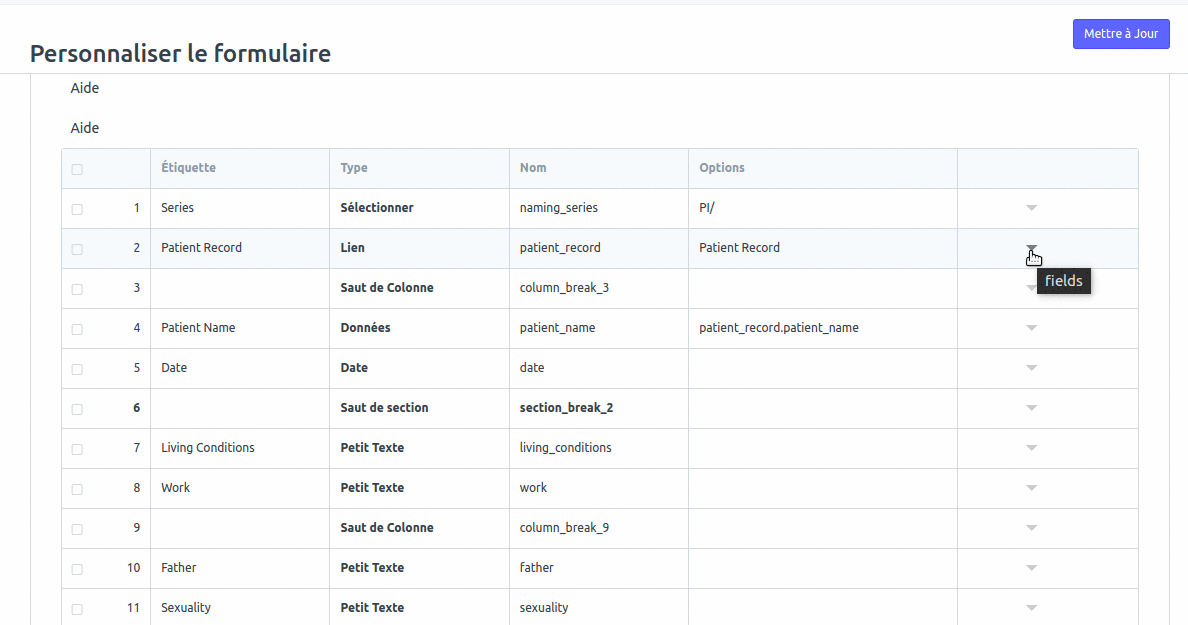 Mettre à Jour
Personnaliser le formulaire
Aide
Aide
Étiquette Type Nom Options
1 Series Sélectionner naming_series PI/
2 Patient Record Lien patient_record Patient Record
fields
3 Saut de Colonne column_break_3
4 Patient Name Données patient_name patient_record.patient_name
5 Date Date date
6 Saut de section section_break_2
7 Living Conditions Petit Texte living_conditions
8 Work Petit Texte work
9 Saut de Colonne column_break_9
10 Father Petit Texte father
11 Sexuality Petit Texte sexuality